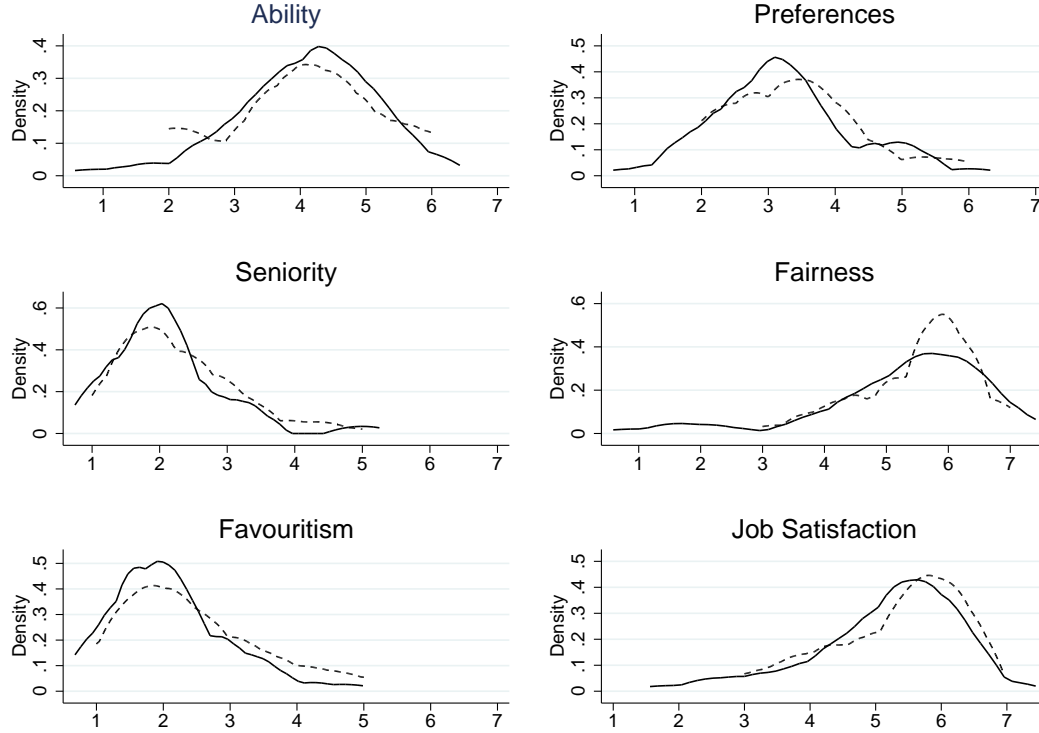 Ability
Density
0 .1 .2 .3 .4
1 2 3 4 5 6 7
Preferences
Density
0 .1 .2 .3 .4 .5
1 2 3 4 5 6 7
Seniority
Density
0 .2 .4 .6
1 2 3 4 5 6 7
Fairness
Density
0 .2 .4 .6
1 2 3 4 5 6 7
Favouritism
Density
0 .1 .2 .3 .4 .5
1 2 3 4 5 6 7
Job Satisfaction
Density
0 .1 .2 .3 .4 .5
1 2 3 4 5 6 7